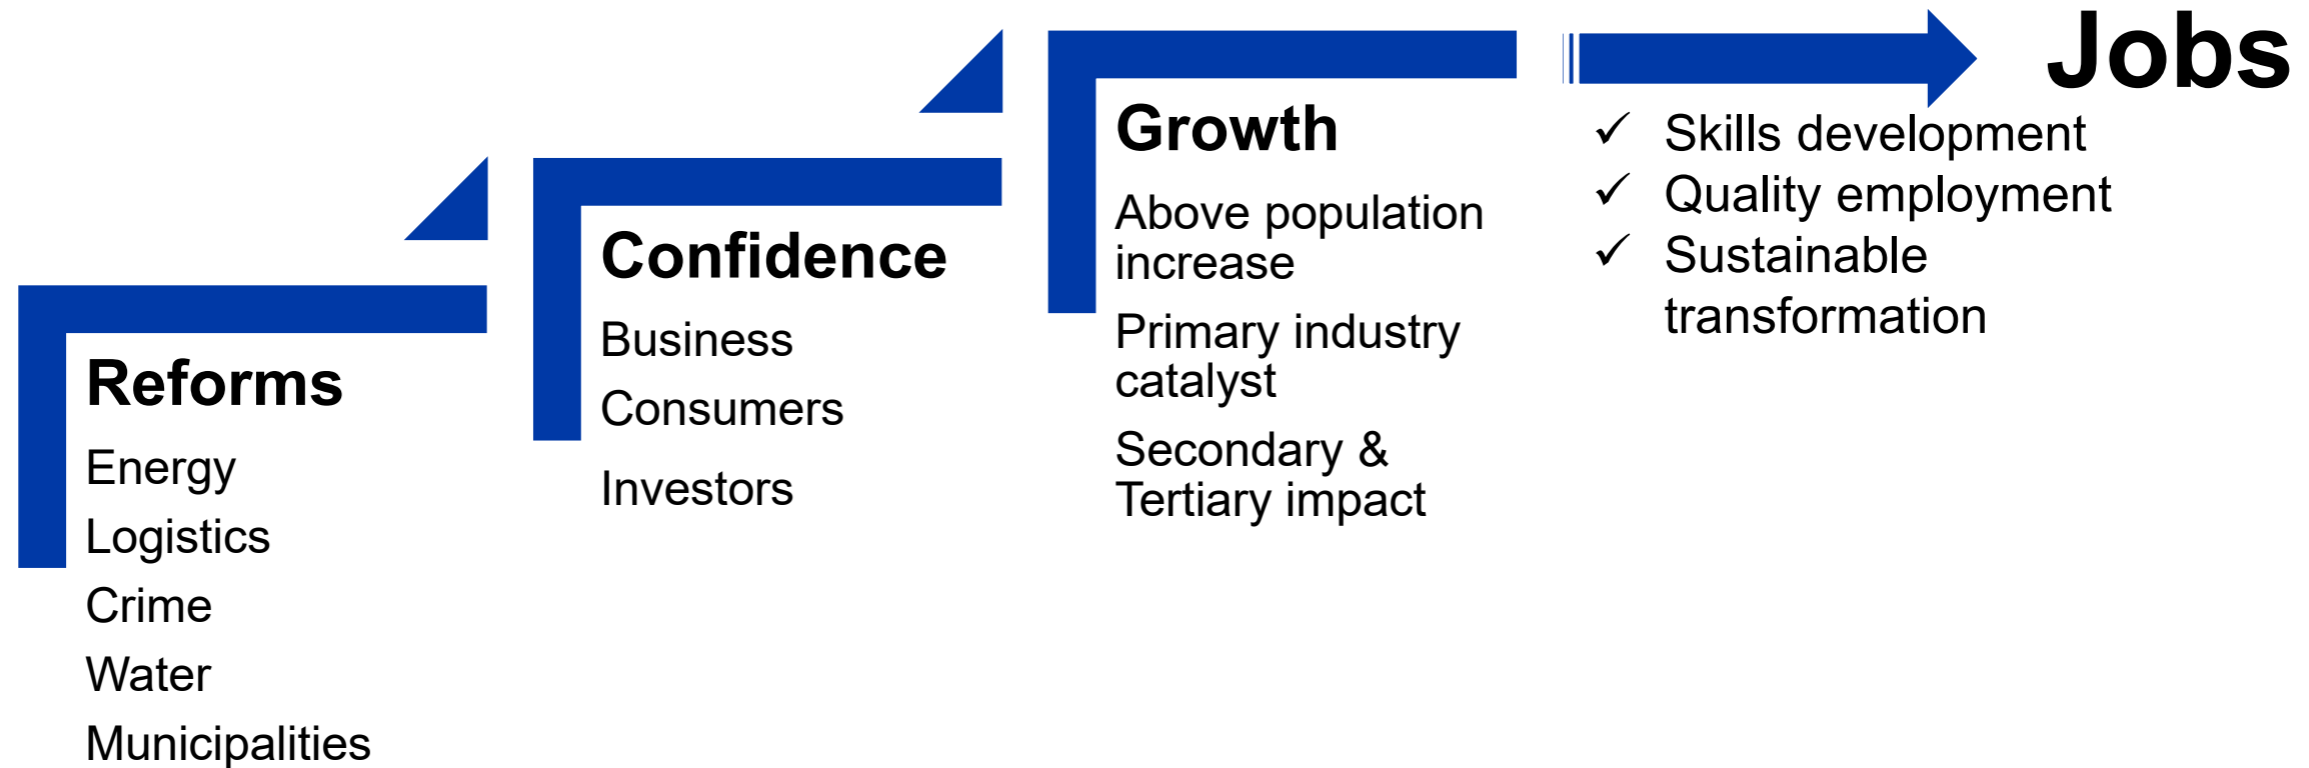 Reforms
Energy
Logistics
Crime
Water
Municipalities
Confidence
Business
Consumers
Investors
Growth
Above population
increase
Primary industry
catalyst
Secondary &
Tertiary impact
Jobs
✓ Skills development
✓ Quality employment
✓ Sustainable
transformation